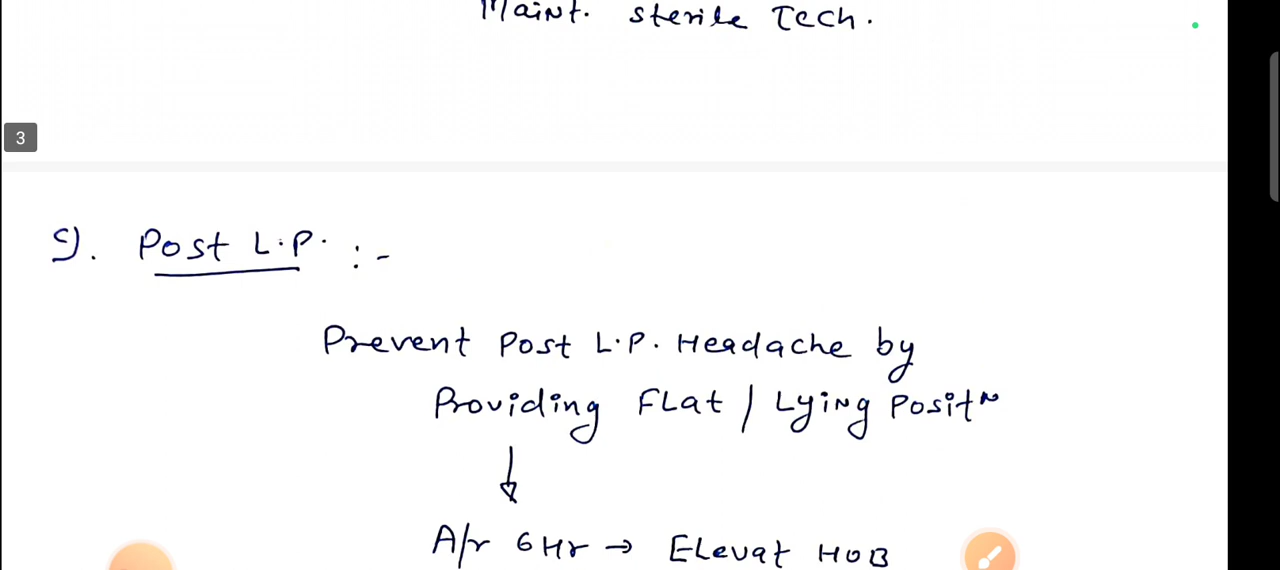 Maint. Sterile Tech.
3
5). Post L.P. :-
Prevent Post L.P. Headache by
Providing Flat / Lying Positn
↓
A/r 6 Hr → Elevat HOB